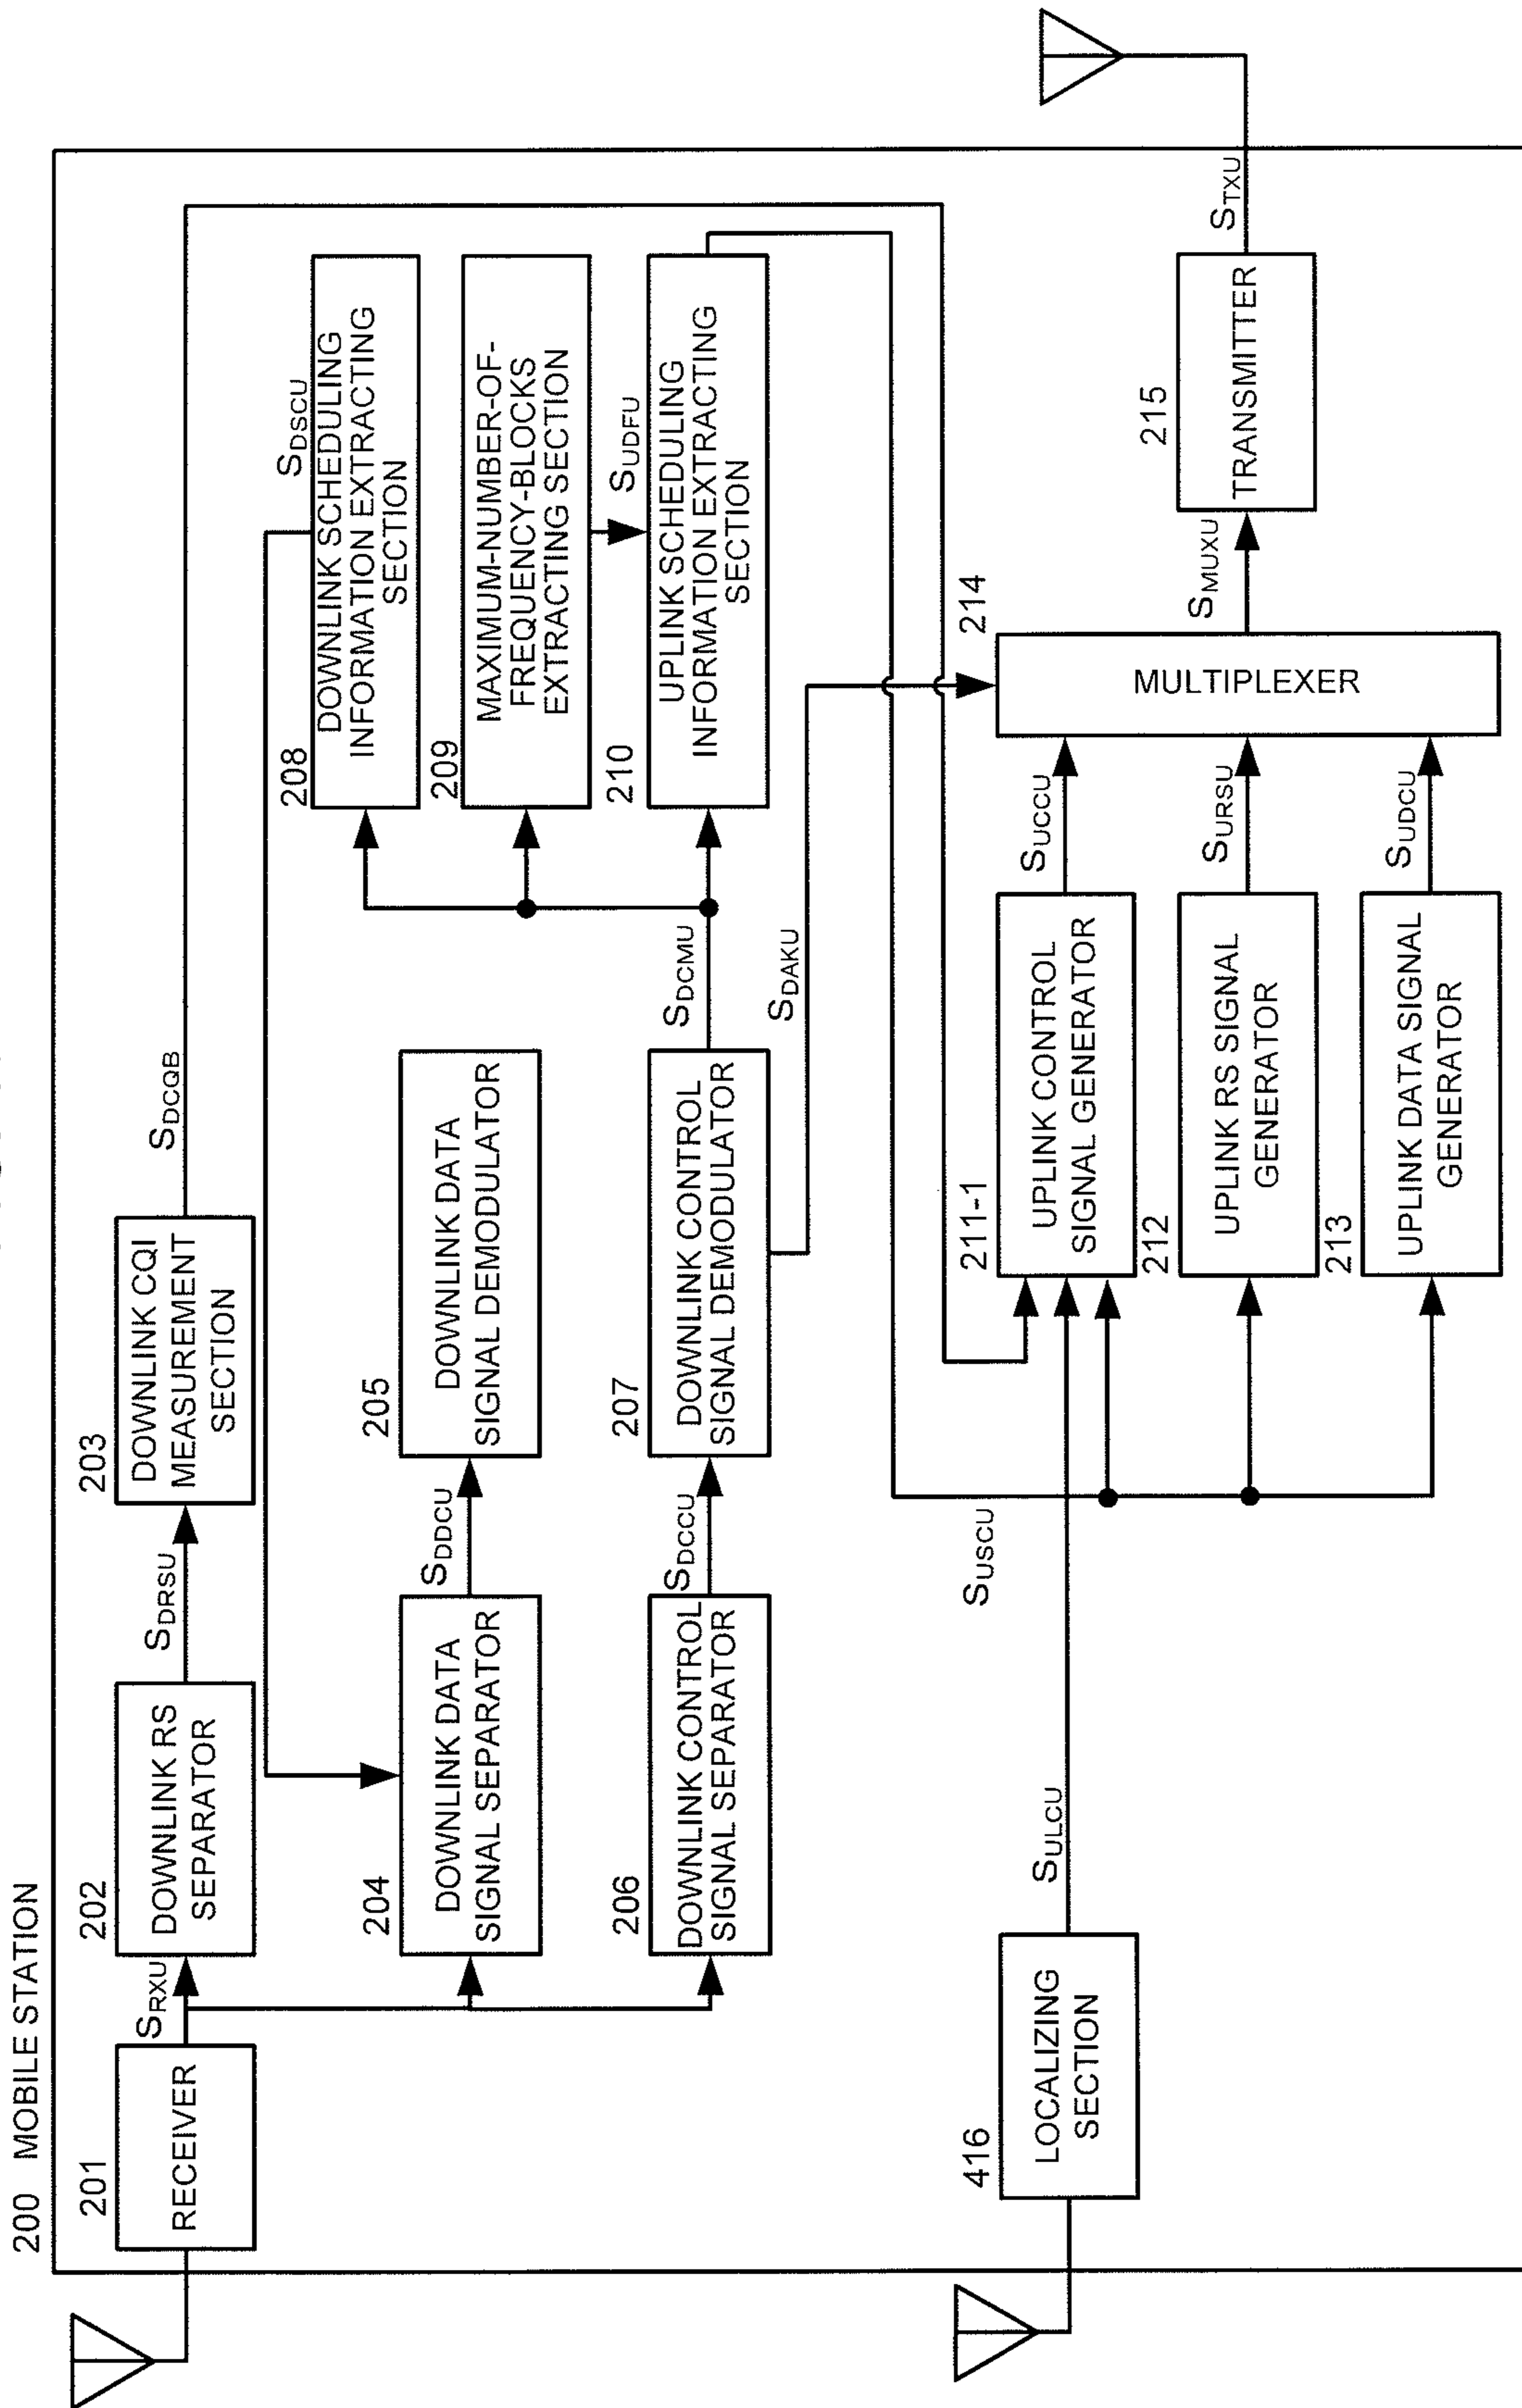 200 MOBILE STATION
201
RECEIVER
SRXU
202
DOWNLINK RS
SEPARATOR
SDRSU
203
DOWNLINK CQI
MEASUREMENT
SECTION
SDCQB
204
DOWNLINK DATA
SIGNAL SEPARATOR
SDDCU
205
DOWNLINK DATA
SIGNAL DEMODULATOR
206
DOWNLINK CONTROL
SIGNAL SEPARATOR
SDCCU
207
DOWNLINK CONTROL
SIGNAL DEMODULATOR
SDCMU
SDAKU
208
DOWNLINK SCHEDULING
INFORMATION EXTRACTING
SECTION
SDSCU
209
MAXIMUM-NUMBER-OF-
FREQUENCY-BLOCKS
EXTRACTING SECTION
SUDFU
210
UPLINK SCHEDULING
INFORMATION EXTRACTING
SECTION
416
LOCALIZING
SECTION
SULCU
SUSCU
211-1
UPLINK CONTROL
SIGNAL GENERATOR
SUCCU
212
UPLINK RS SIGNAL
GENERATOR
SURSU
213
UPLINK DATA SIGNAL
GENERATOR
SUDCU
214
MULTIPLEXER
SMUXU
215
TRANSMITTER
STXU